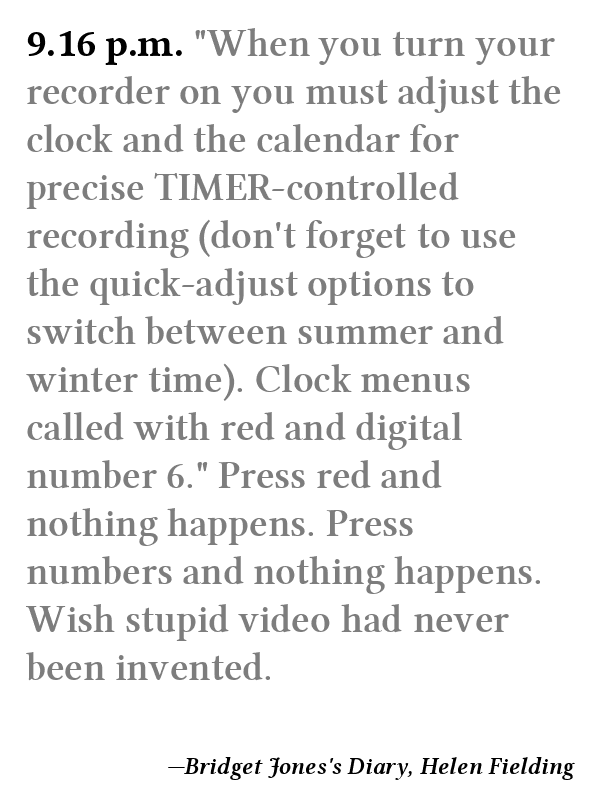 9.16 p.m. "When you turn your
recorder on you must adjust the
clock and the calendar for
precise TIMER-controlled
recording (don't forget to use
the quick-adjust options to
switch between summer and
winter time). Clock menus
called with red and digital
number 6." Press red and
nothing happens. Press
numbers and nothing happens.
Wish stupid video had never
been invented.
—Bridget Jones's Diary, Helen Fielding